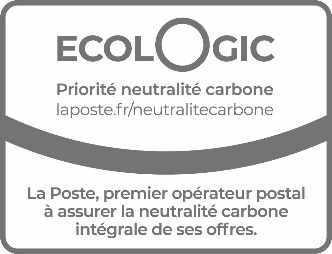 ECOLOGIC
Priorité neutralité carbone
laposte.fr/neutralitecarbone
La Poste, premier opérateur postal
à assurer la neutralité carbone
intégrale de ses offres.